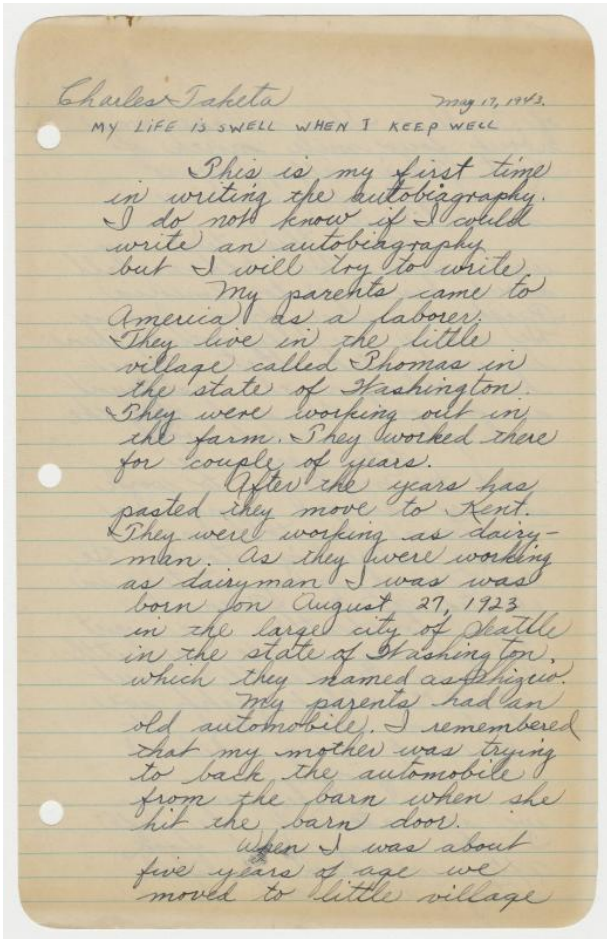 Charles Taketa May 17, 1943.
MY LIFE IS SWELL WHEN I KEEP WELL
This is my first time
in writing the autobiagraphy.
I do not know if I could
write an autobiagraphy
but I will try to write.
My parents came to
America as a laborer.
They live in the little
village called Thomas in
the state of Washington.
They were working out in
the farm. They worked there
for couple of years.
After the years has
pasted they move to Kent.
They were working as dairy-
man. As they were working
as dairyman I was was
born on August 27, 1923
in the large city of Seattle
in the state of Washington,
which they named as Shizuo.
My parents had an
old automobile. I remembered
that my mother was trying
to back the automobile
from the barn when she
hit the barn door.
When I was about
five years of age we
moved to little village